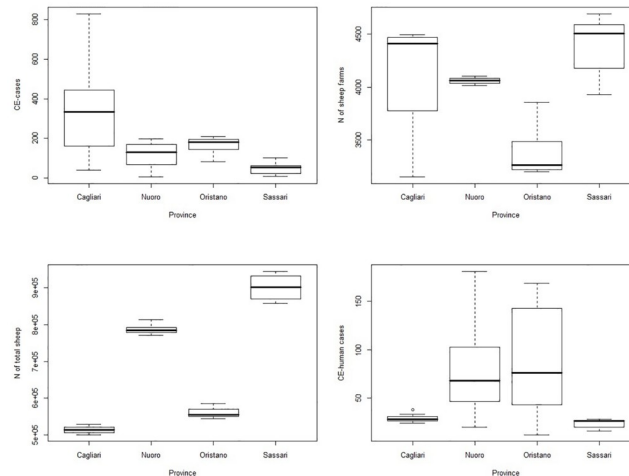 CE-cases
800
600
400
200
0
Cagliari Nuoro Oristano Sassari
Province
N of sheep farms
4500
4000
3500
Cagliari Nuoro Oristano Sassari
Province
N of total sheep
9e+05
8e+05
7e+05
6e+05
5e+05
Cagliari Nuoro Oristano Sassari
Province
CE-human cases
150
100
50
Cagliari Nuoro Oristano Sassari
Province